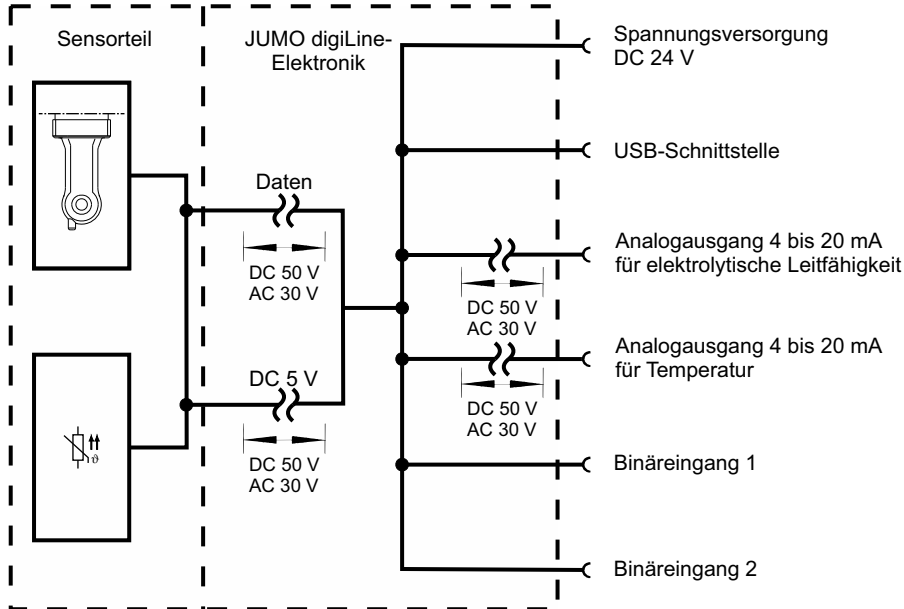 Sensorteil
JUMO digiLine-
Elektronik
Daten
DC 50 V
AC 30 V
DC 5 V
DC 50 V
AC 30 V
ϑ
DC 50 V
AC 30 V
DC 50 V
AC 30 V
Spannungsversorgung
DC 24 V
USB-Schnittstelle
Analogausgang 4 bis 20 mA
für elektrolytische Leitfähigkeit
Analogausgang 4 bis 20 mA
für Temperatur
Binäreingang 1
Binäreingang 2